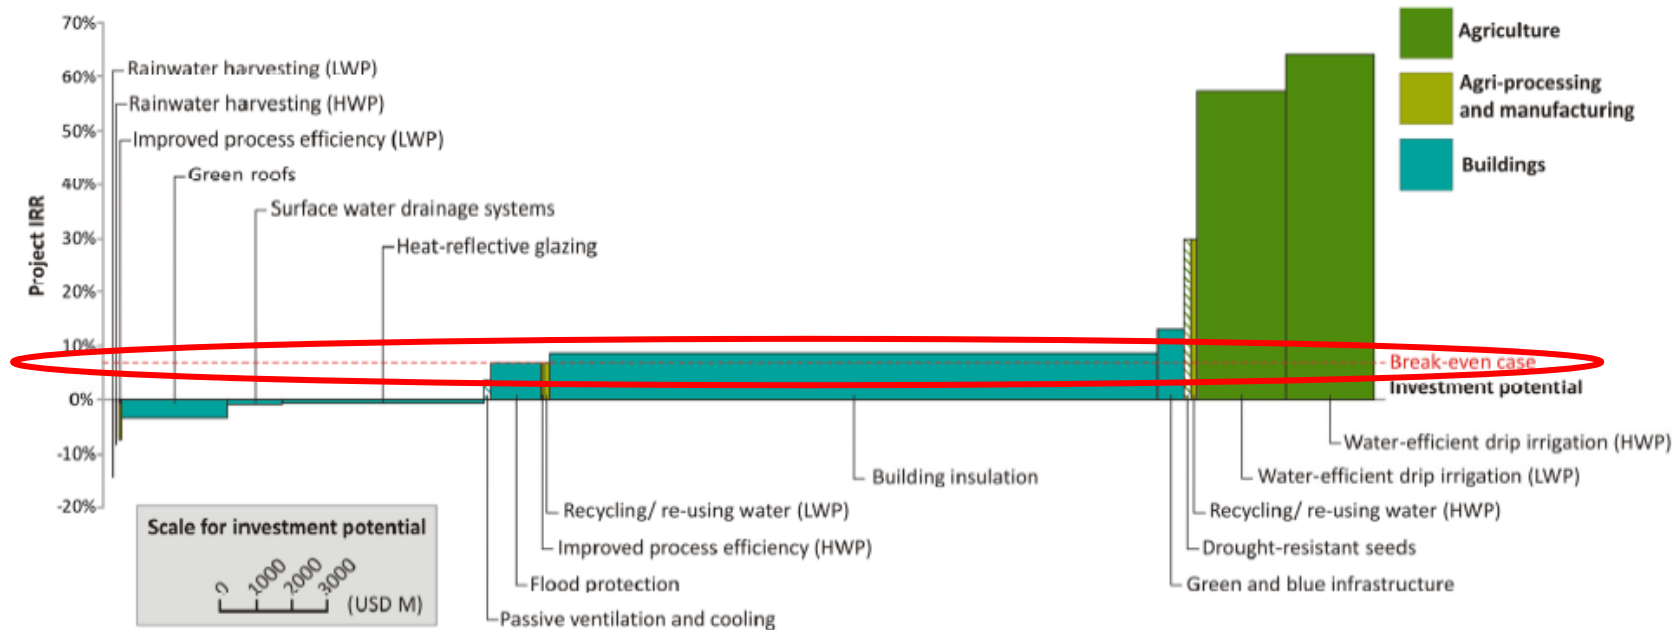 70%
60%
50%
40%
30%
20%
10%
0%
-10%
-20%
Project IRR
Rainwater harvesting (LWP)
Rainwater harvesting (HWP)
Improved process efficiency (LWP)
Green roofs
Surface water drainage systems
Heat-reflective glazing
Agriculture
Agri-processing
and manufacturing
Buildings
Break-even case
Investment potential
Water-efficient drip irrigation (HWP)
Water-efficient drip irrigation (LWP)
Recycling/ re-using water (HWP)
Drought-resistant seeds
Green and blue infrastructure
Building insulation
Recycling/ re-using water (LWP)
Improved process efficiency (HWP)
Flood protection
Passive ventilation and cooling
Scale for investment potential
0 1000 2000 3000
(USD M)